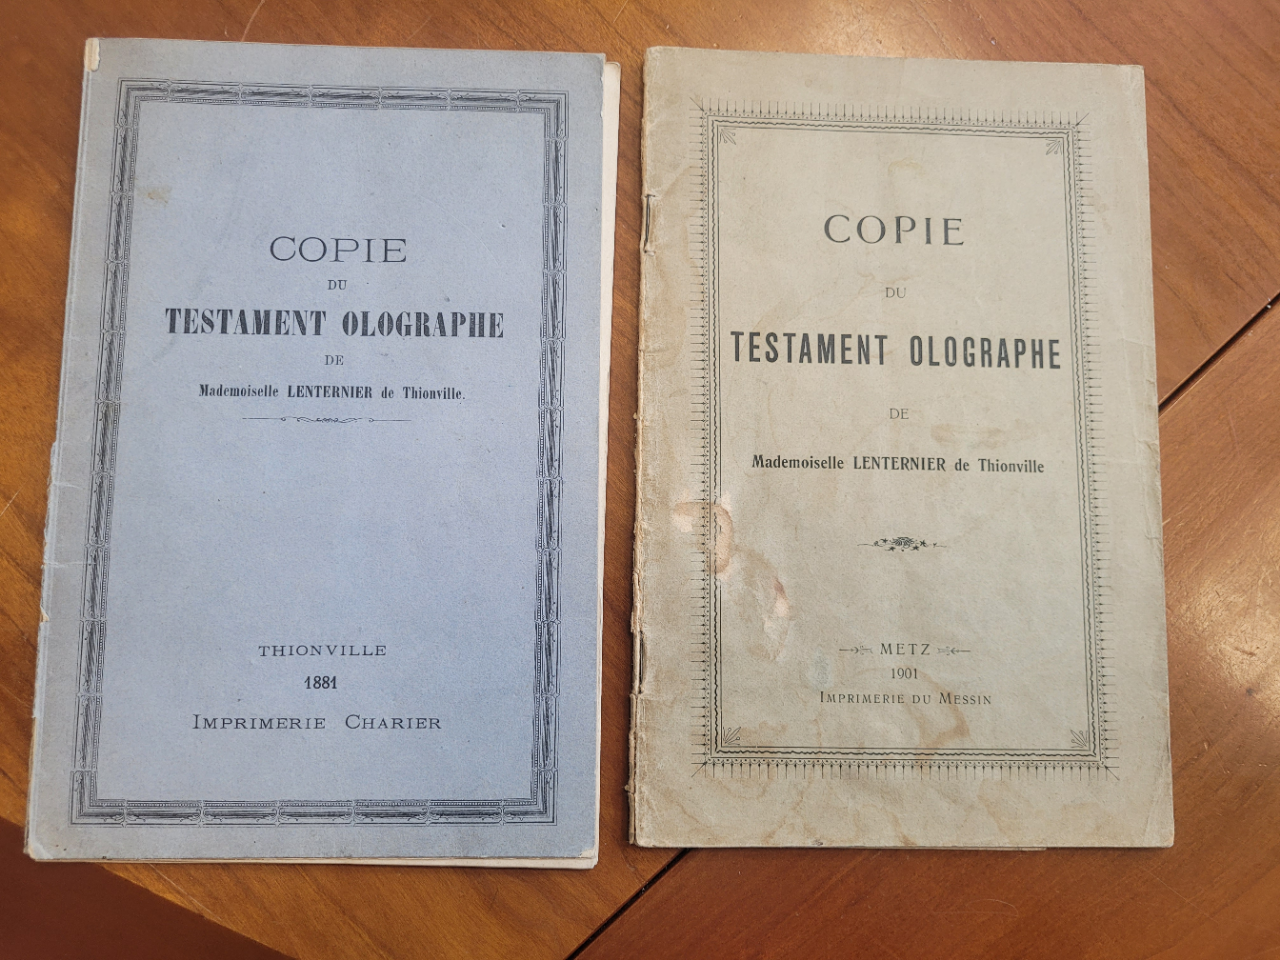 COPIE
DU
TESTAMENT OLOGRAPHE
DE
Mademoiselle LENTERNIER de Thionville.
THIONVILLE
1881
IMPRIMERIE CHARIER
COPIE
DU
TESTAMENT OLOGRAPHE
DE
Mademoiselle LENTERNIER de Thionville
METZ
1901
IMPRIMERIE DU MESSIN